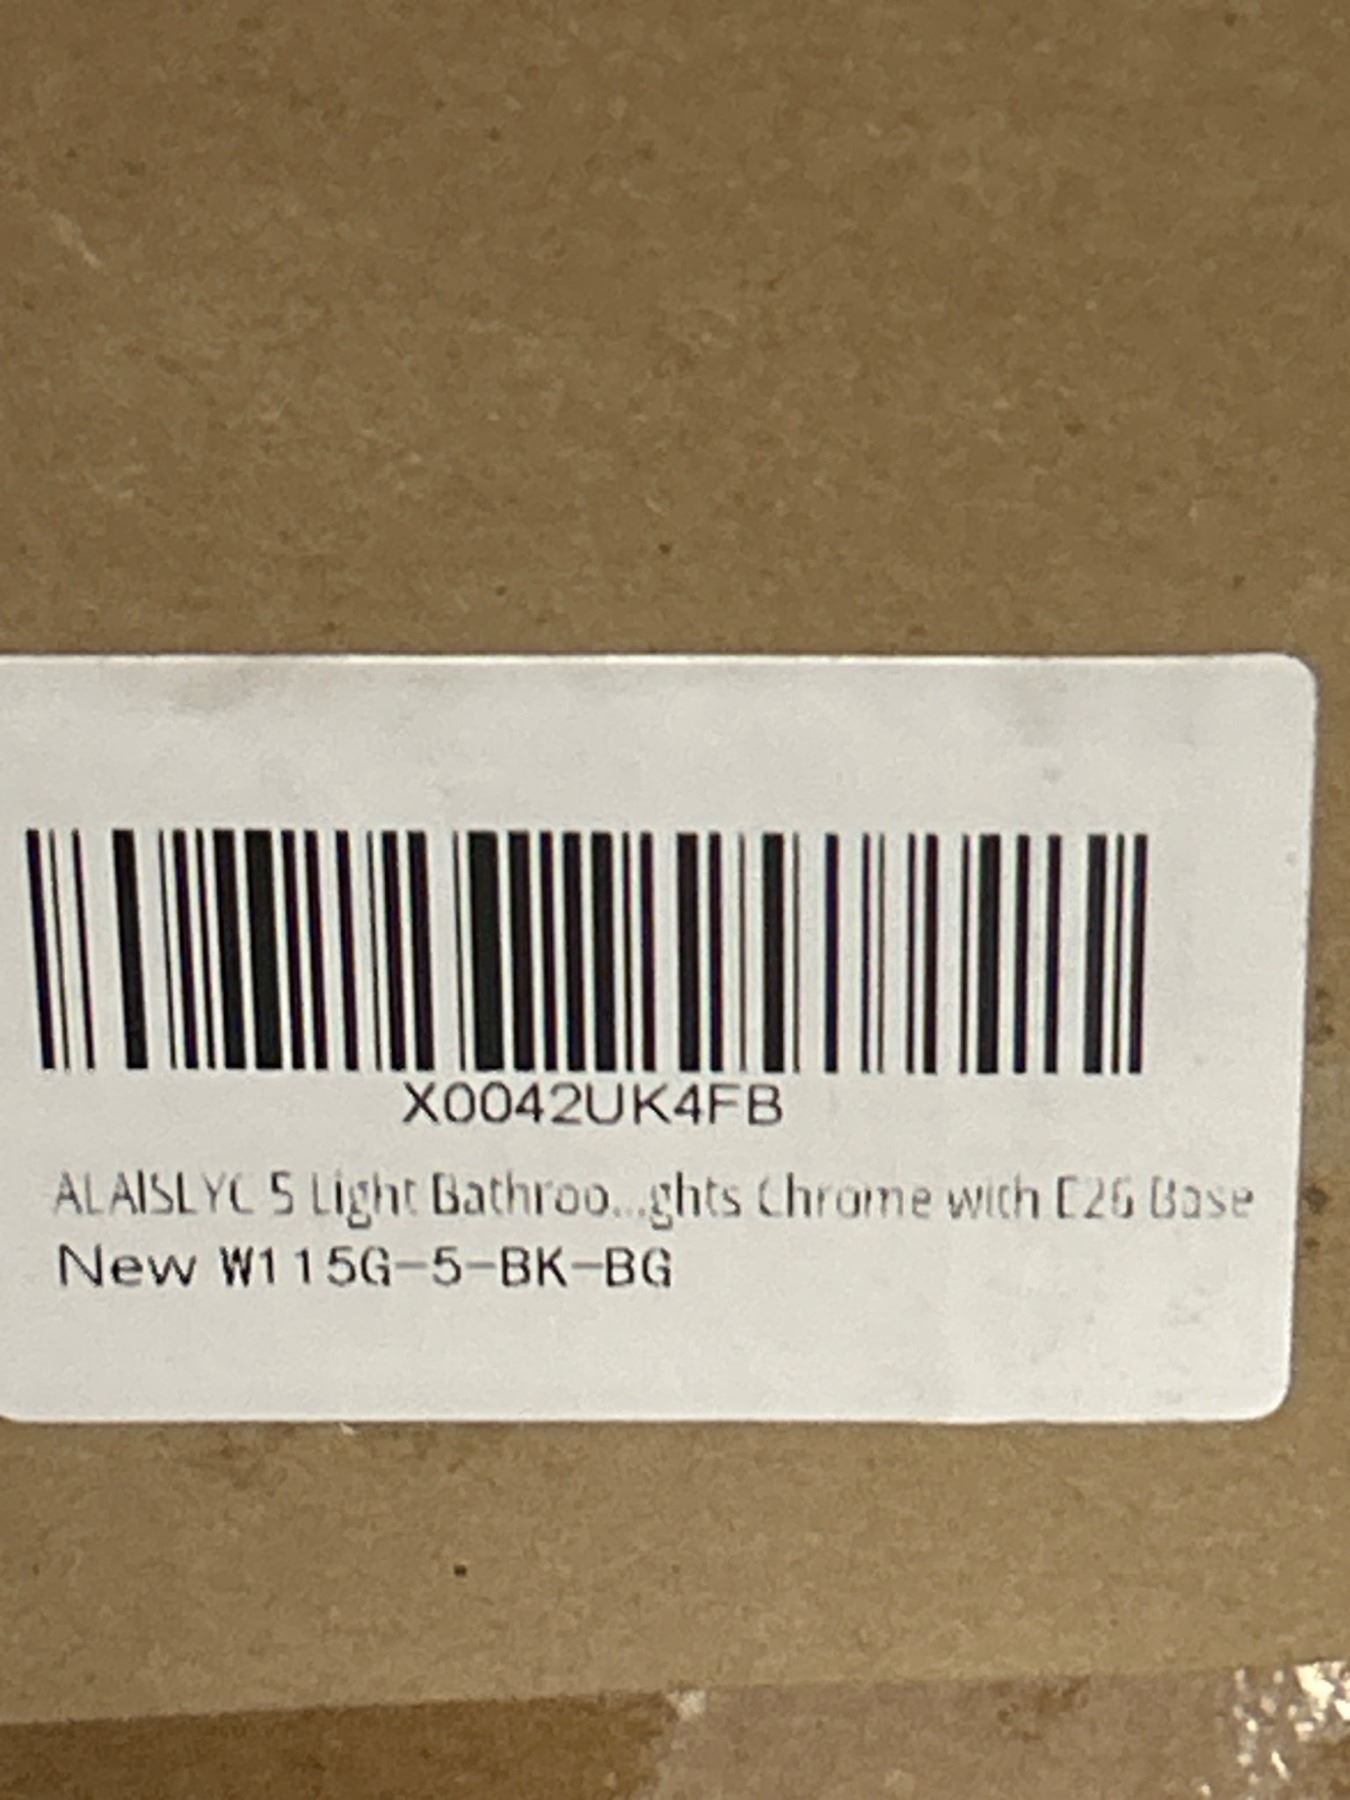 X0042UK4FB
ALAISLYC 5 Light Bathroo...ghts Chrome with E26 Base
New W115G-5-BK-BG